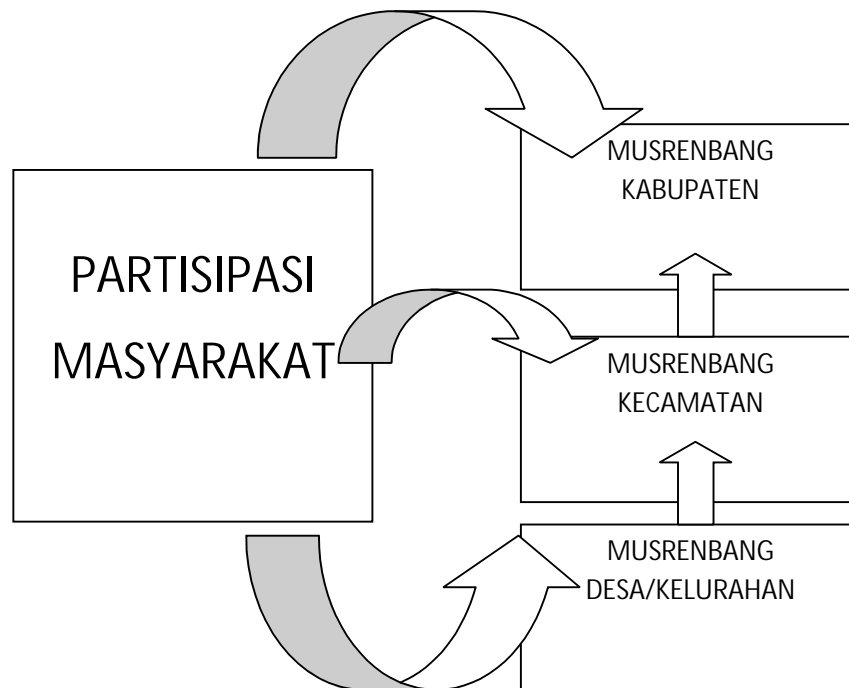 MUSRENBANG
KABUPATEN
PARTISIPASI
MASYARAKAT
MUSRENBANG
KECAMATAN
MUSRENBANG
DESA/KELURAHAN